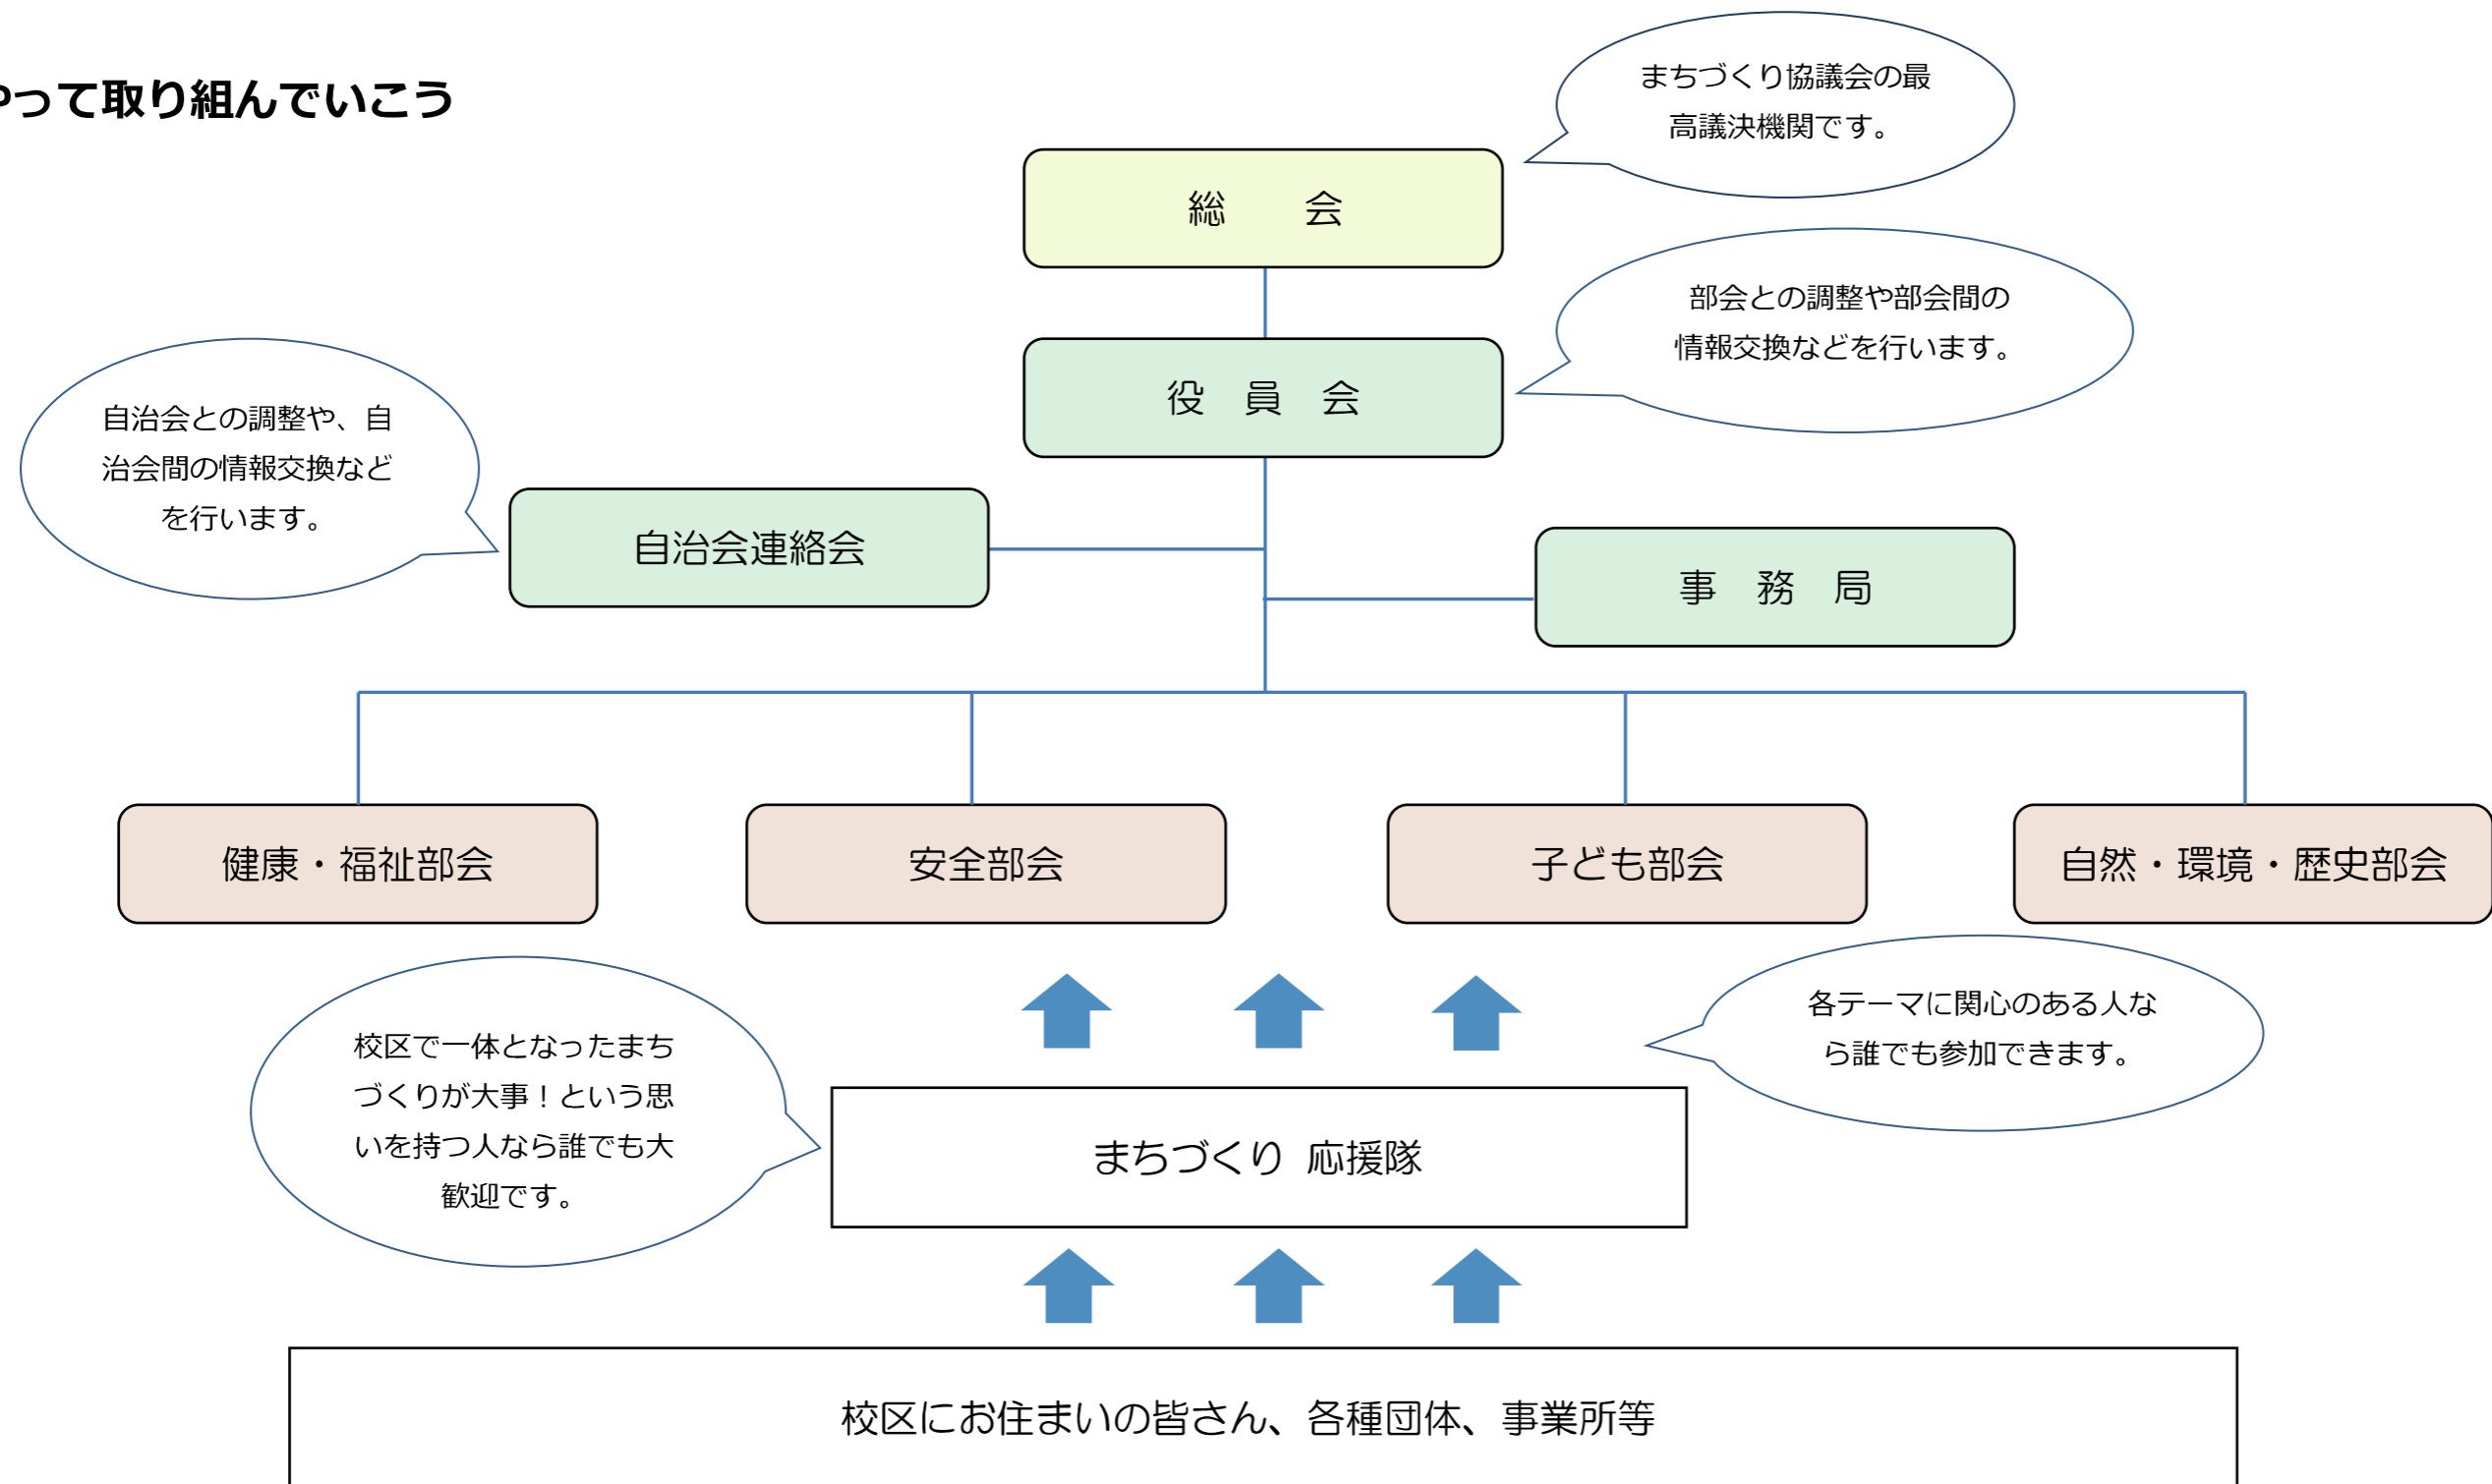 やって取り組んでいこう
まちづくり協議会の最
高議決機関です。
総　　会
部会との調整や部会間の
情報交換などを行います。
役　員　会
自治会との調整や、自
治会間の情報交換など
を行います。
自治会連絡会
事　務　局
健康・福祉部会
安全部会
子ども部会
自然・環境・歴史部会
各テーマに関心のある人な
ら誰でも参加できます。
校区で一体となったまち
づくりが大事！という思
いを持つ人なら誰でも大
歓迎です。
まちづくり 応援隊
校区にお住まいの皆さん、各種団体、事業所等